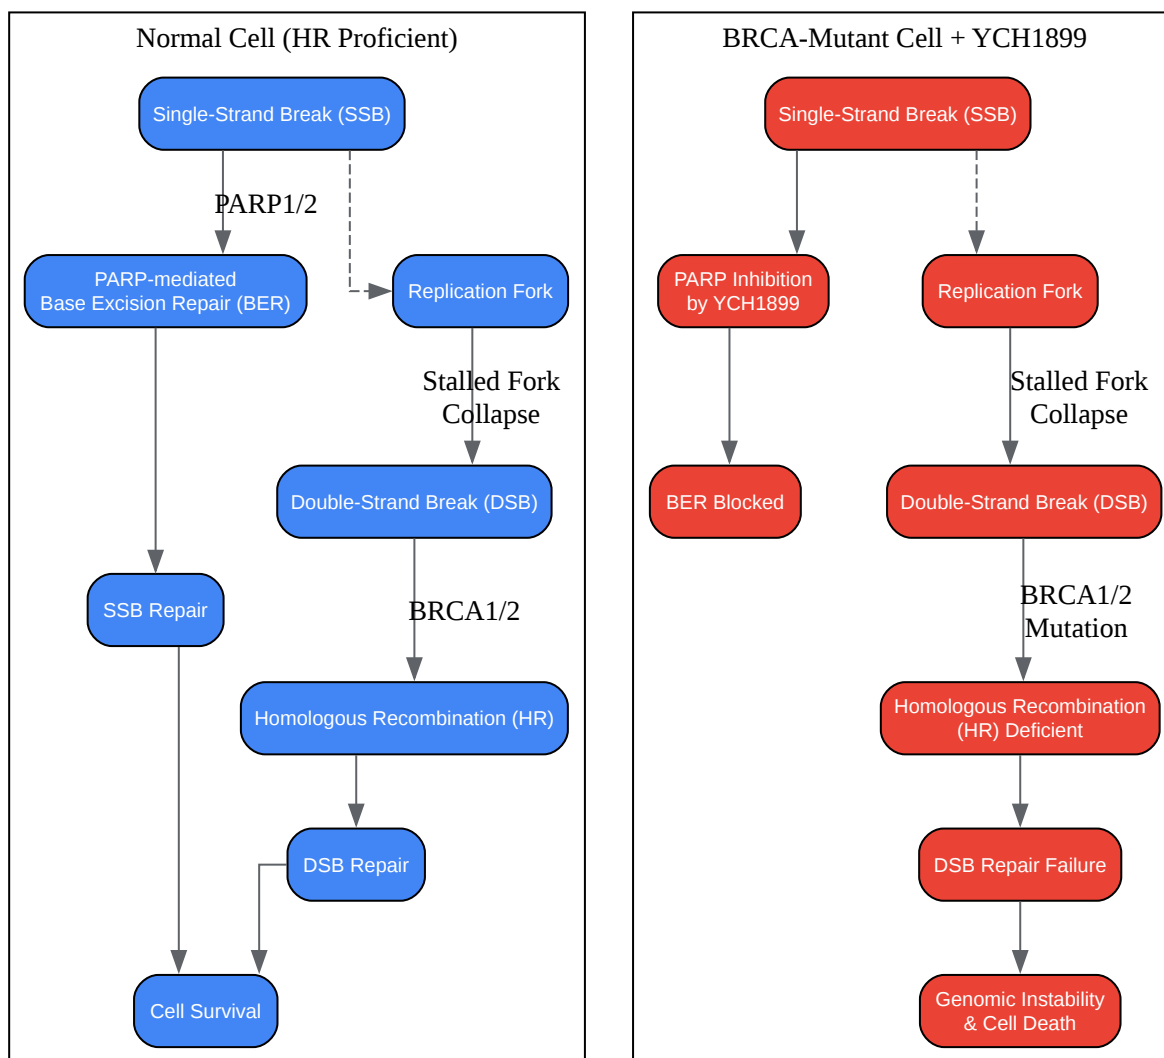 Normal Cell (HR Proficient)
Single-Strand Break (SSB)
PARP1/2
PARP-mediated
Base Excision Repair (BER)
Replication Fork
Stalled Fork
Collapse
Double-Strand Break (DSB)
SSB Repair
BRCA1/2
Homologous Recombination (HR)
DSB Repair
Cell Survival
BRCA-Mutant Cell + YCH1899
Single-Strand Break (SSB)
PARP Inhibition
by YCH1899
Replication Fork
Stalled Fork
Collapse
BER Blocked
Double-Strand Break (DSB)
BRCA1/2
Mutation
Homologous Recombination
(HR) Deficient
DSB Repair Failure
Genomic Instability
& Cell Death